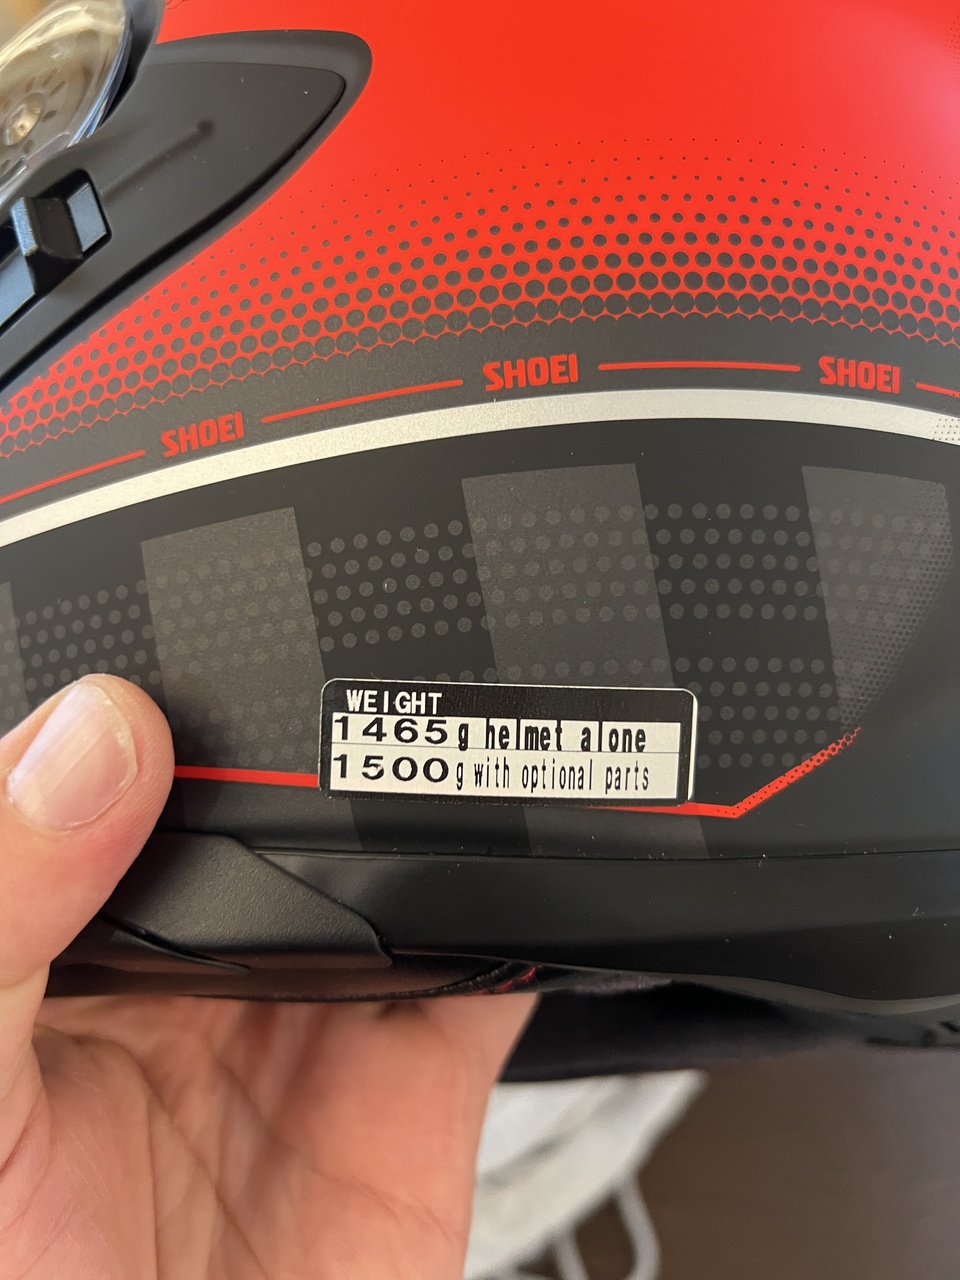 SHOEI SHOEI SHOEI
WEIGHT
1465g helmet alone
1500g with optional parts